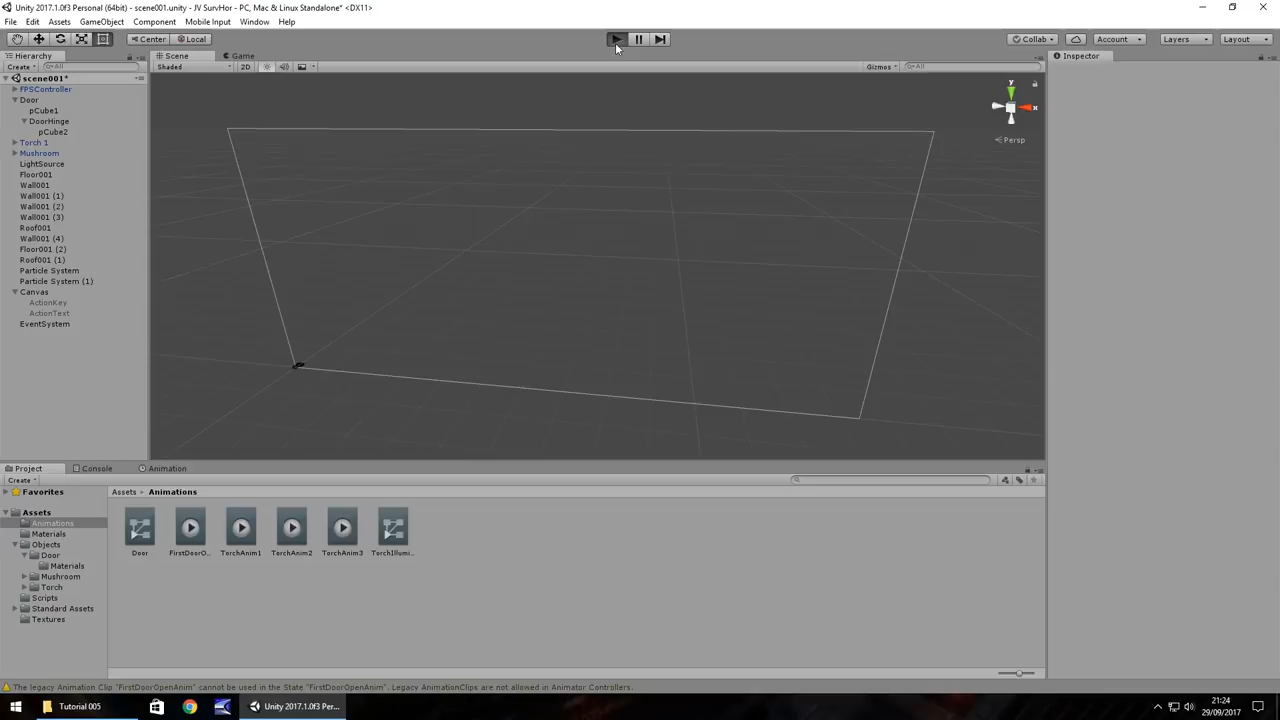 Unity 2017.1.0f3 Personal (64bit) - scene001.unity - JV SurvHor - PC, Mac & Linux Standalone* <DX11>
File Edit Assets GameObject Component Mobile Input Window Help
Center Local Collab Account Layers Layout
Hierarchy Scene Game Inspector
Create All Shaded 2D Gizmos All
scene001*
FPSController
Door
pCube1
DoorHinge
pCube2
Torch 1
Mushroom
LightSource
Floor001
Wall001
Wall001 (1)
Wall001 (2)
Wall001 (3)
Roof001
Wall001 (4)
Floor001 (2)
Roof001 (1)
Particle System
Particle System (1)
Canvas
ActionKey
ActionText
EventSystem
y
x
Persp
Project Console Animation
Create
Favorites
Assets
Animations
Materials
Objects
Door
Materials
Mushroom
Torch
Scripts
Standard Assets
Textures
Assets Animations
Door FirstDoorO... TorchAnim1 TorchAnim2 TorchAnim3 TorchIllumi...
The legacy Animation Clip "FirstDoorOpenAnim" cannot be used in the State "FirstDoorOpenAnim". Legacy AnimationClips are not allowed in Animator Controllers.
Tutorial 005 Unity 2017.1.0f3 Per...
21:24
29/09/2017